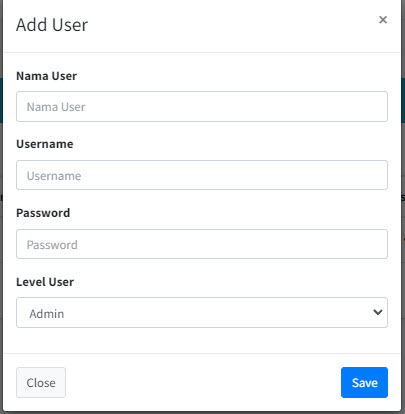 Add User
×
Nama User
Nama User
Username
Username
Password
Password
Level User
Admin
Close Save